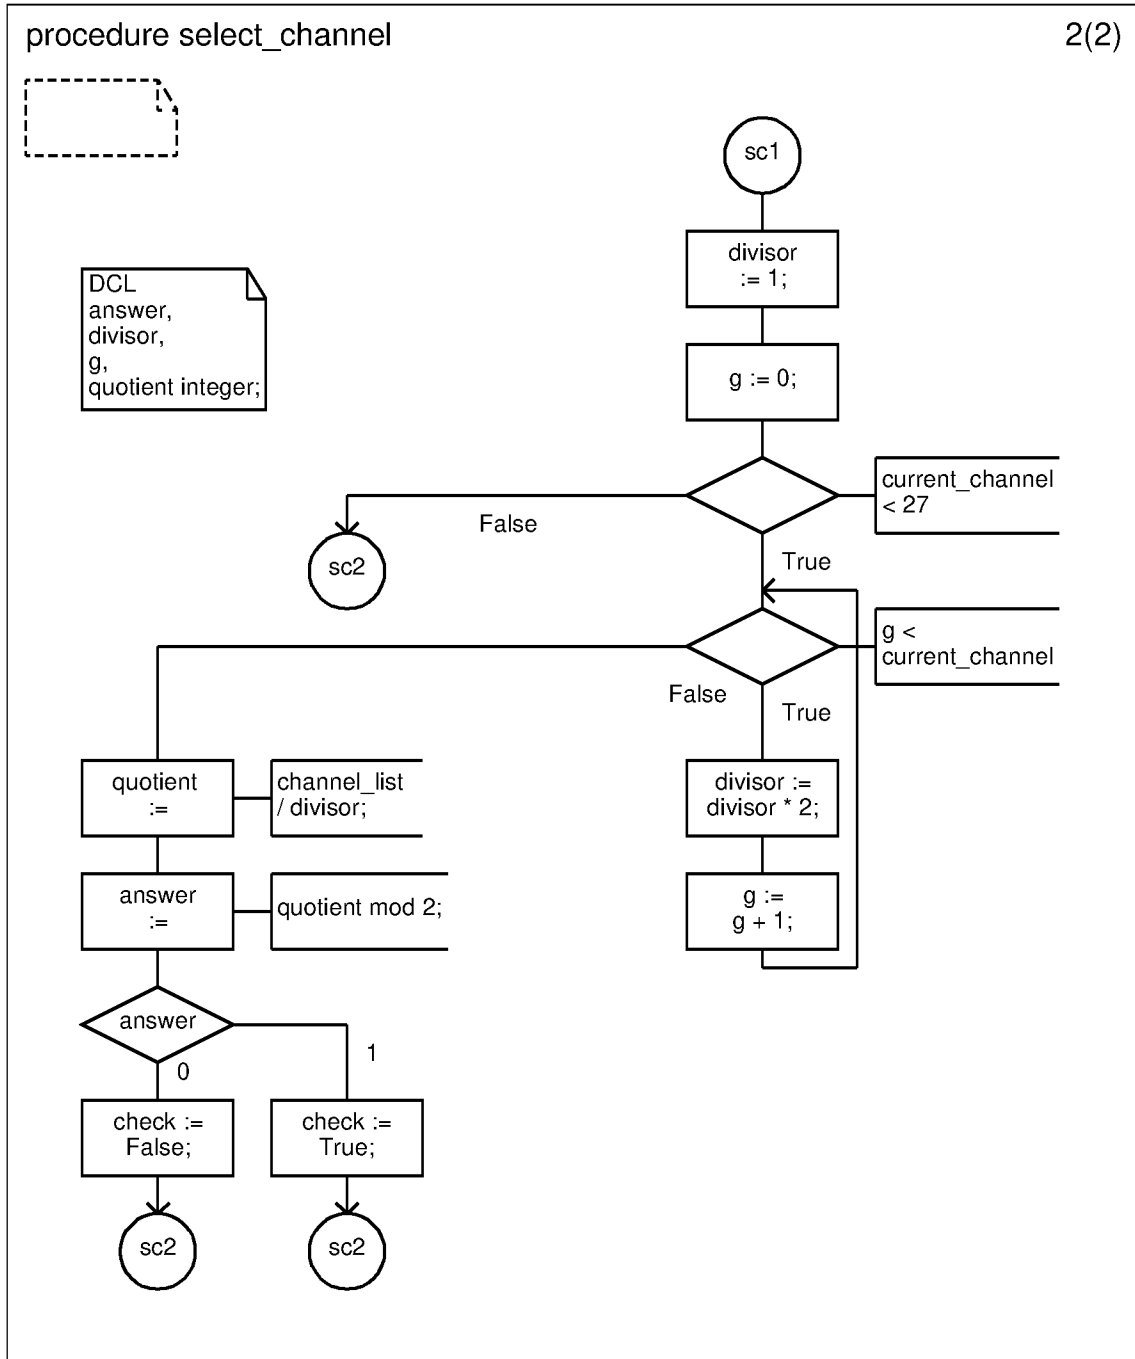 procedure select_channel
2(2)
sc1
divisor
:= 1;
DCL
answer,
divisor,
g,
quotient integer;
g := 0;
current_channel
< 27
False
sc2
True
g <
current_channel
False
True
quotient
:=
channel_list
/ divisor;
divisor :=
divisor * 2;
answer
:=
quotient mod 2;
g :=
g + 1;
answer
0
1
check :=
False;
check :=
True;
sc2
sc2